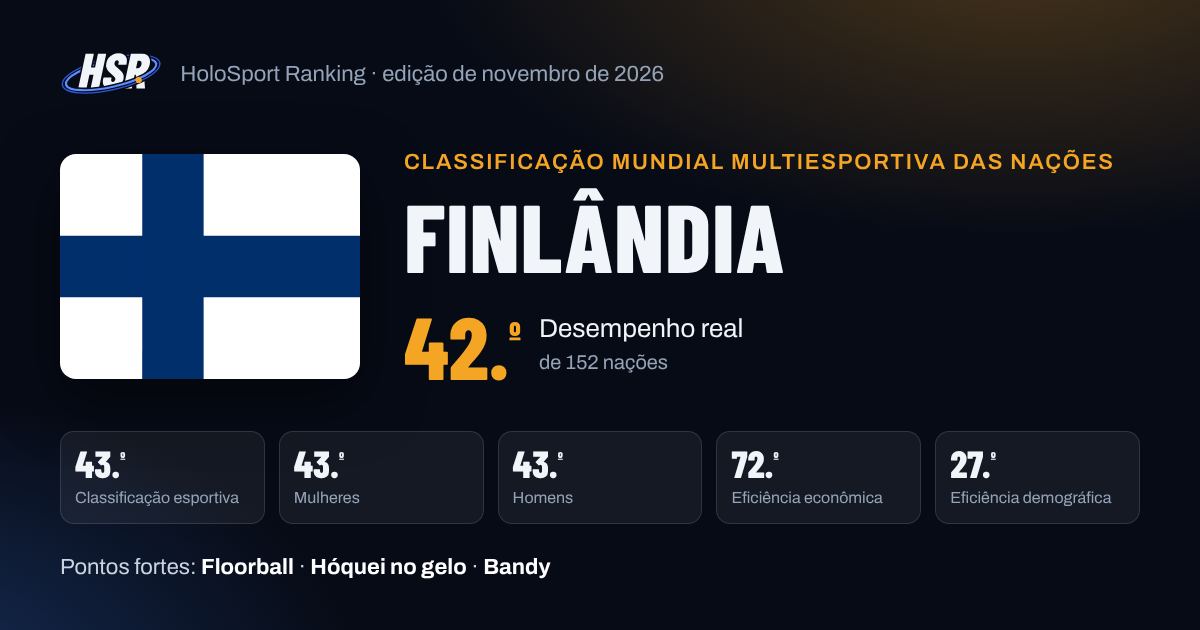 HSR
HoloSport Ranking · edição de novembro de 2026
CLASSIFICAÇÃO MUNDIAL MULTIESPORTIVA DAS NAÇÕES
FINLÂNDIA
42.º
Desempenho real
de 152 nações
43.º
Classificação esportiva
43.º
Mulheres
43.º
Homens
72.º
Eficiência econômica
27.º
Eficiência demográfica
Pontos fortes: Floorball · Hóquei no gelo · Bandy